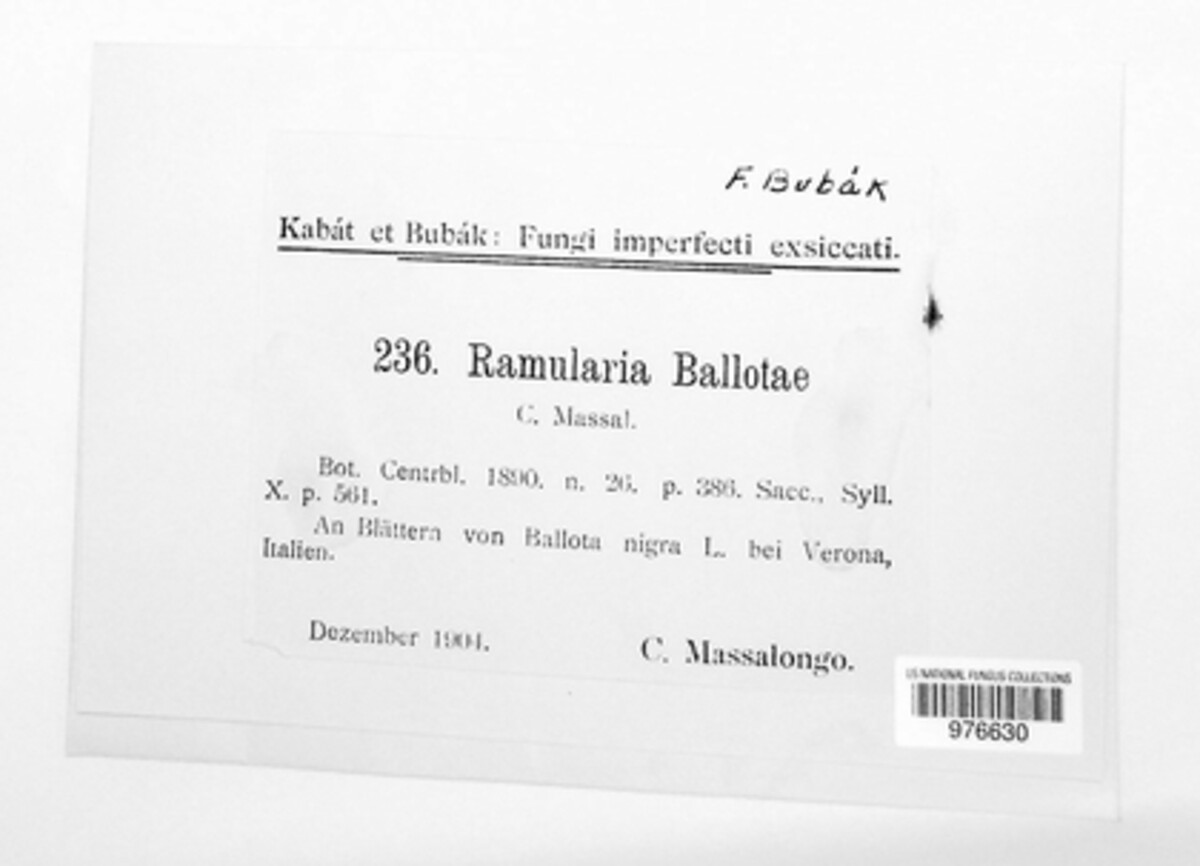 F. Bubák
Kabát et Bubák: Fungi imperfecti exsiccati.
236. Ramularia Ballotae
C. Massal.
Bot. Centrbl. 1890. n. 26. p. 386. Sacc., Syll.
X. p. 561.
An Blättern von Ballota nigra L. bei Verona,
Italien.
Dezember 1904.
C. Massalongo.
US NATIONAL FUNGUS COLLECTIONS
976630